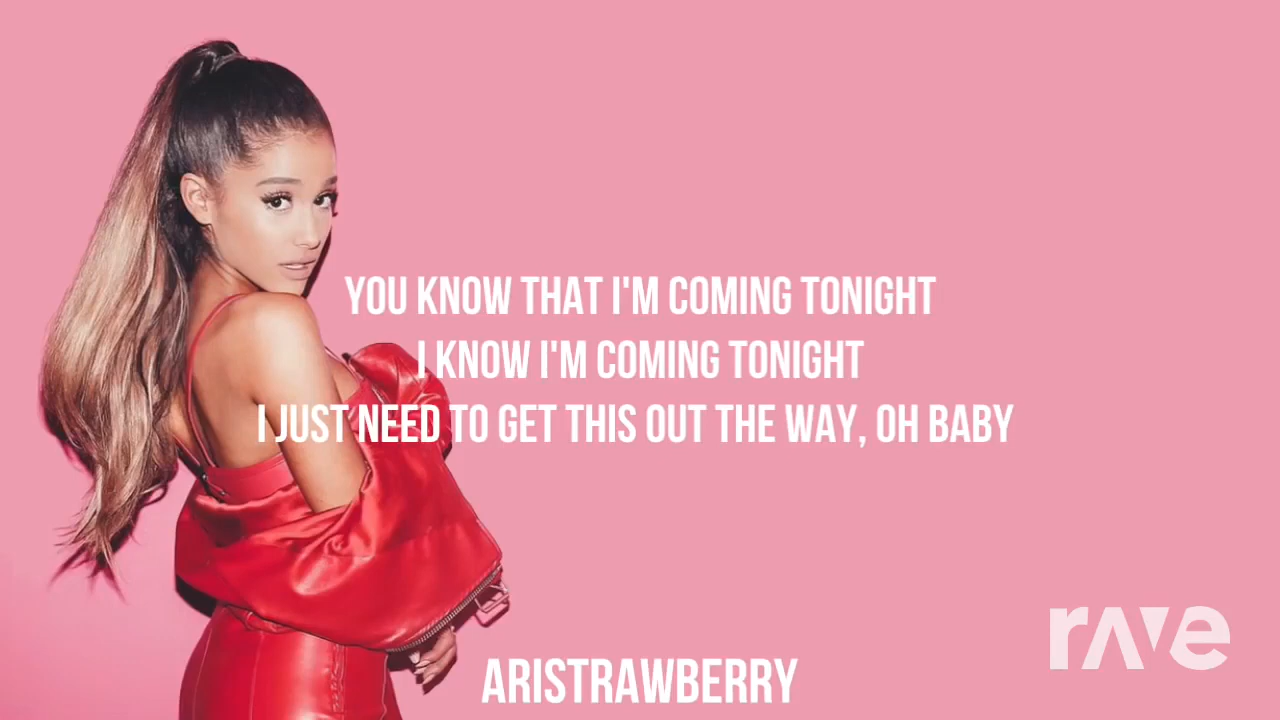 YOU KNOW THAT I'M COMING TONIGHT
I KNOW I'M COMING TONIGHT
I JUST NEED TO GET THIS OUT THE WAY, OH BABY
rave
ARISTRAWBERRY